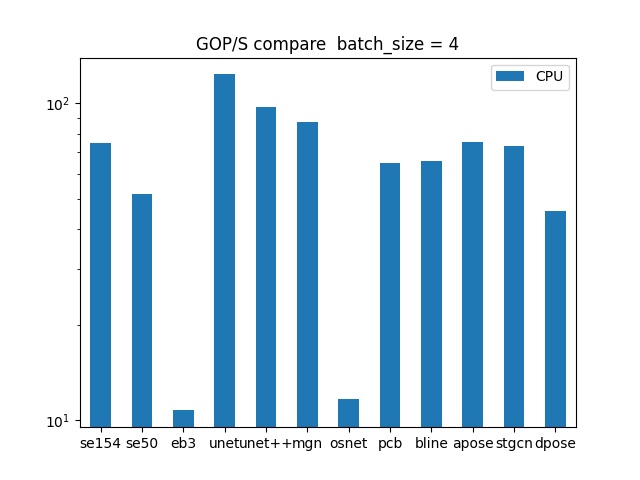 GOP/S compare  batch_size = 4
CPU
10²
10¹
se154 se50 eb3 unet unet++ mgn osnet pcb bline apose stgcn dpose